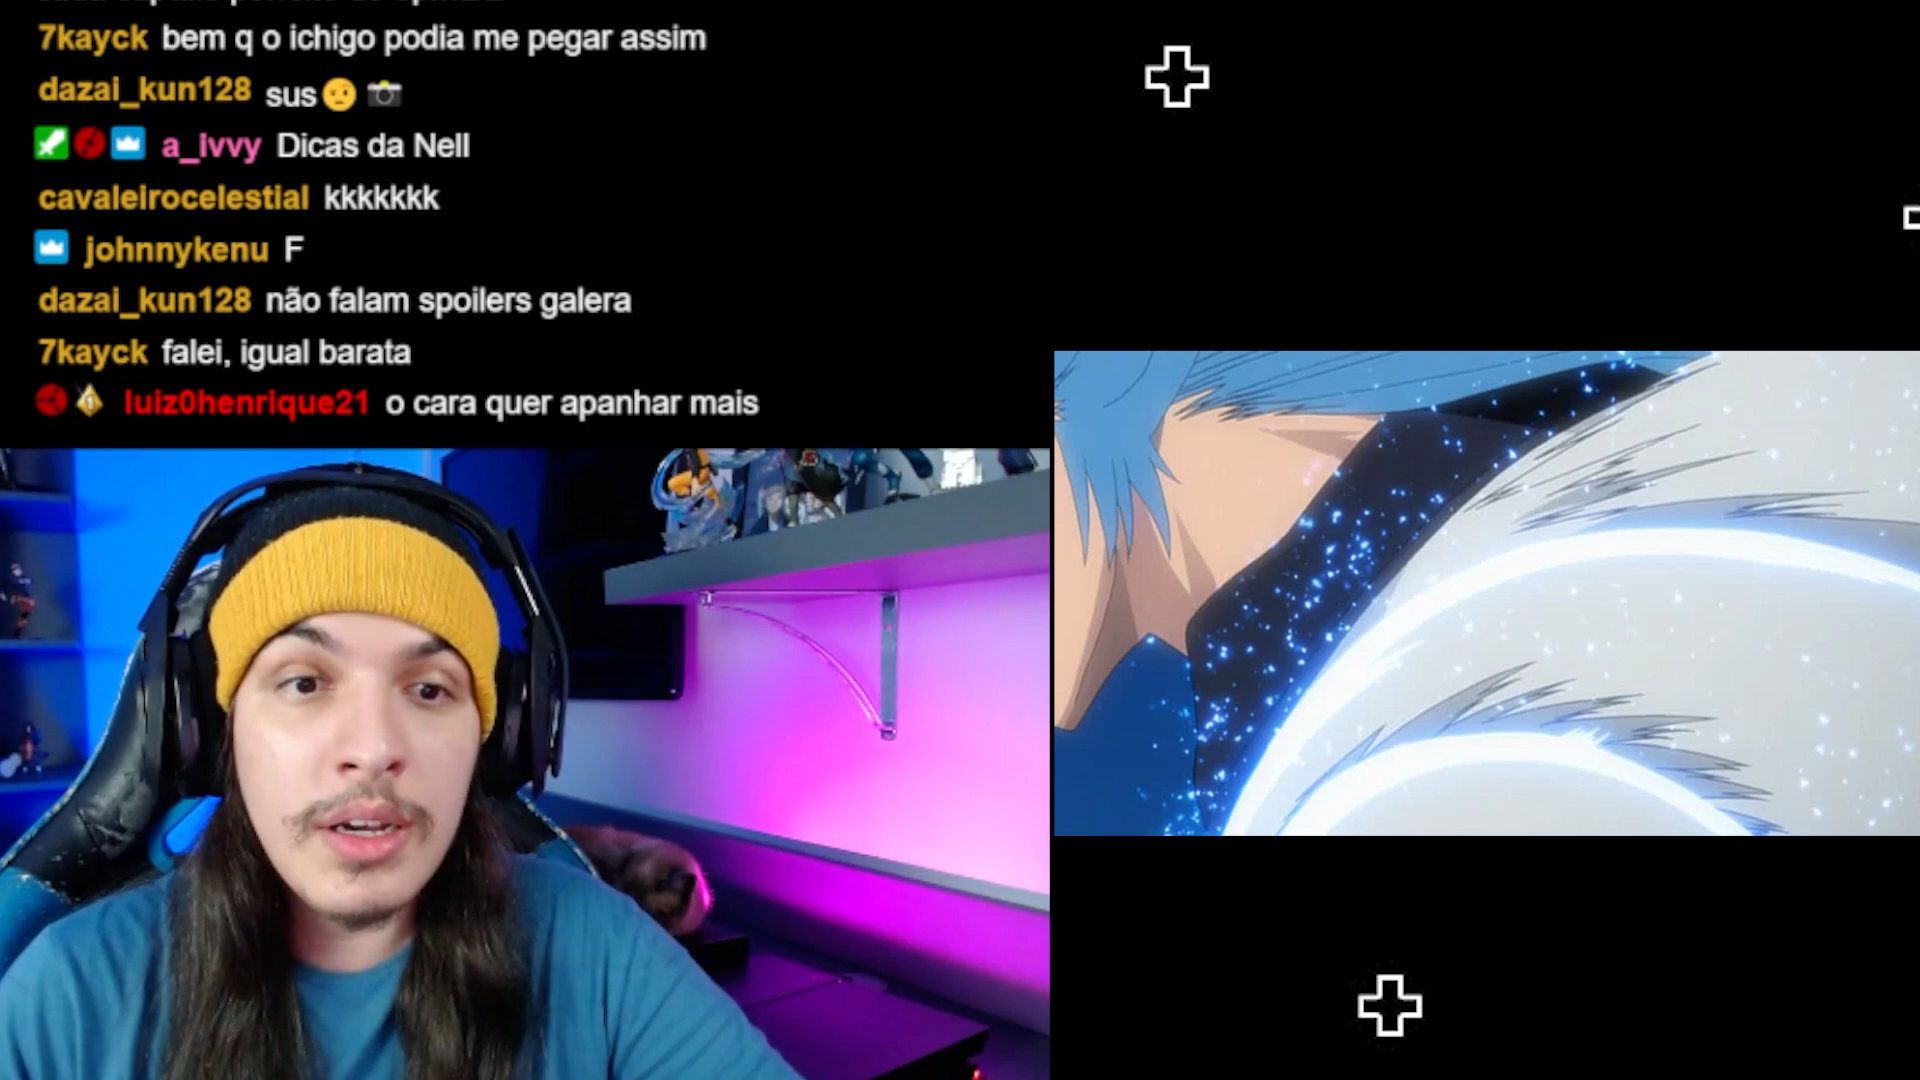 7kayck bem q o ichigo podia me pegar assim
dazai_kun128 sus🤨 📸
a_ivvy Dicas da Nell
cavaleirocelestial kkkkkkk
johnnykenu F
dazai_kun128 não falam spoilers galera
7kayck falei, igual barata
luiz0henrique21 o cara quer apanhar mais